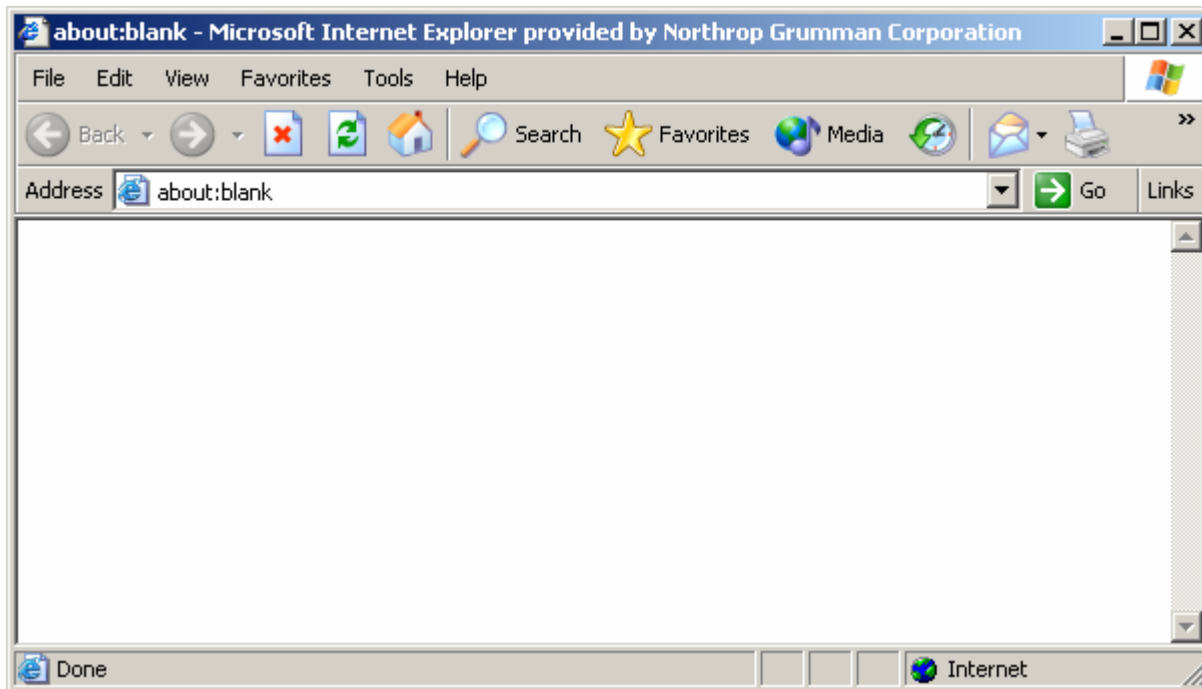 about:blank - Microsoft Internet Explorer provided by Northrop Grumman Corporation
File Edit View Favorites Tools Help
Back Search Favorites Media »
Address about:blank Go Links
Done Internet